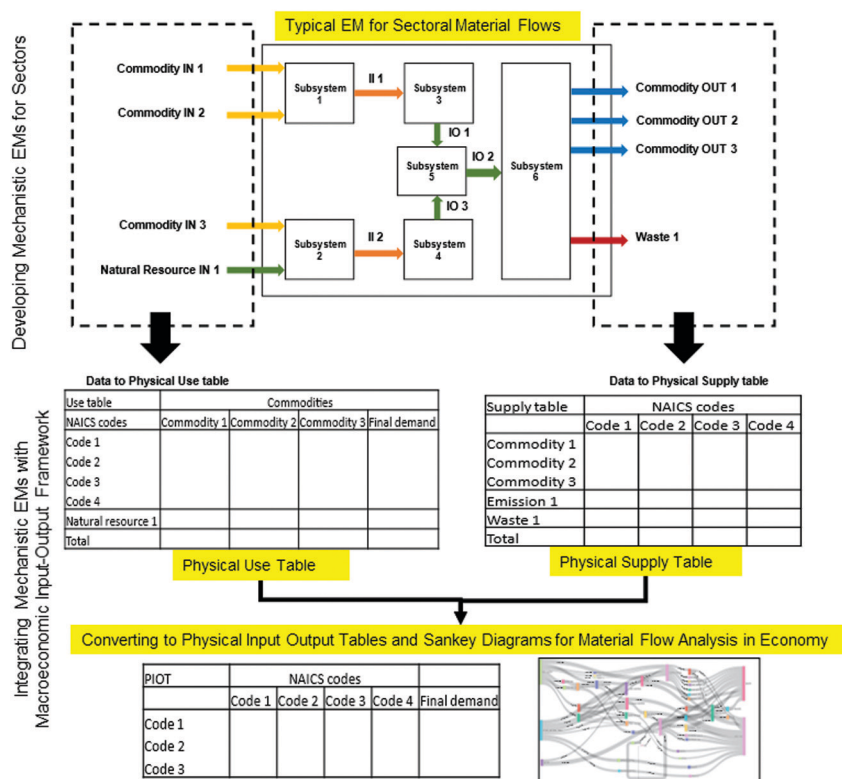 Typical EM for Sectoral Material Flows
Developing Mechanistic EMs for Sectors
Commodity IN 1
Commodity IN 2
Commodity IN 3
Natural Resource IN 1
Subsystem
1
II 1
Subsystem
3
IO 1
Subsystem
5
IO 2
IO 3
Subsystem
2
II 2
Subsystem
4
Subsystem
6
Commodity OUT 1
Commodity OUT 2
Commodity OUT 3
Waste 1
Integrating Mechanistic EMs with
Macroeconomic Input-Output Framework
Data to Physical Use table
Use table Commodities
NAICS codes Commodity 1 Commodity 2 Commodity 3 Final demand
Code 1
Code 2
Code 3
Code 4
Natural resource 1
Total
Physical Use Table
Data to Physical Supply table
Supply table NAICS codes
Code 1 Code 2 Code 3 Code 4
Commodity 1
Commodity 2
Commodity 3
Emission 1
Waste 1
Total
Physical Supply Table
Converting to Physical Input Output Tables and Sankey Diagrams for Material Flow Analysis in Economy
PIOT NAICS codes
Code 1 Code 2 Code 3 Code 4 Final demand
Code 1
Code 2
Code 3